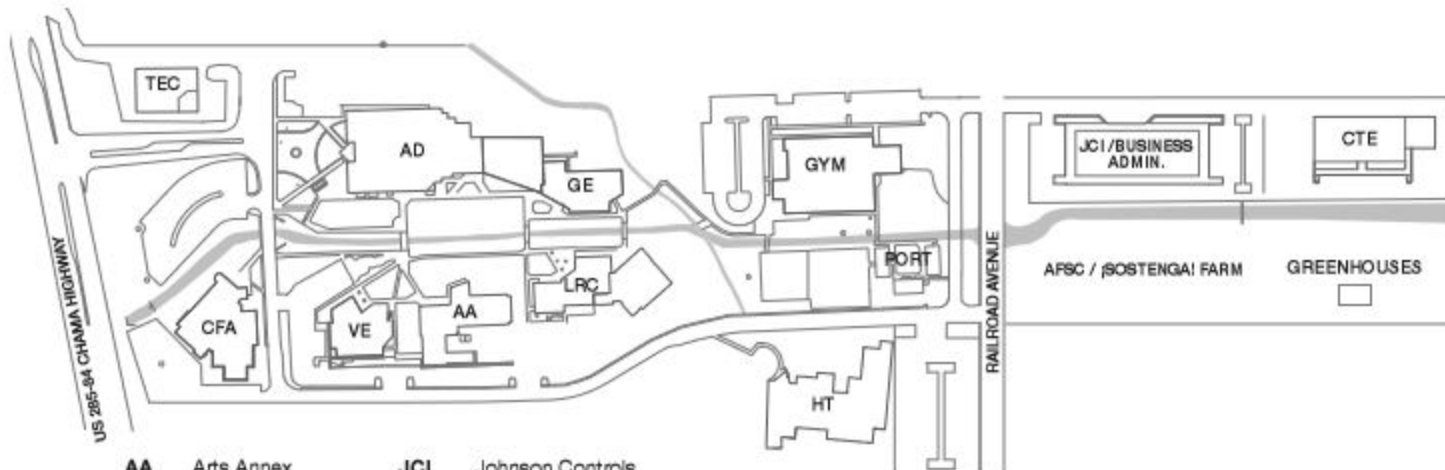 TEC
AD
GE
GYM
JCI / BUSINESS
ADMIN.
CTE
US 285-84 CHAMA HIGHWAY
RAILROAD AVENUE
PORT
AFSC / ¡SOSTENGA! FARM
GREENHOUSES
CFA
VE
AA
LRC
HT
AA Arts Annex
JCI Johnson Controls